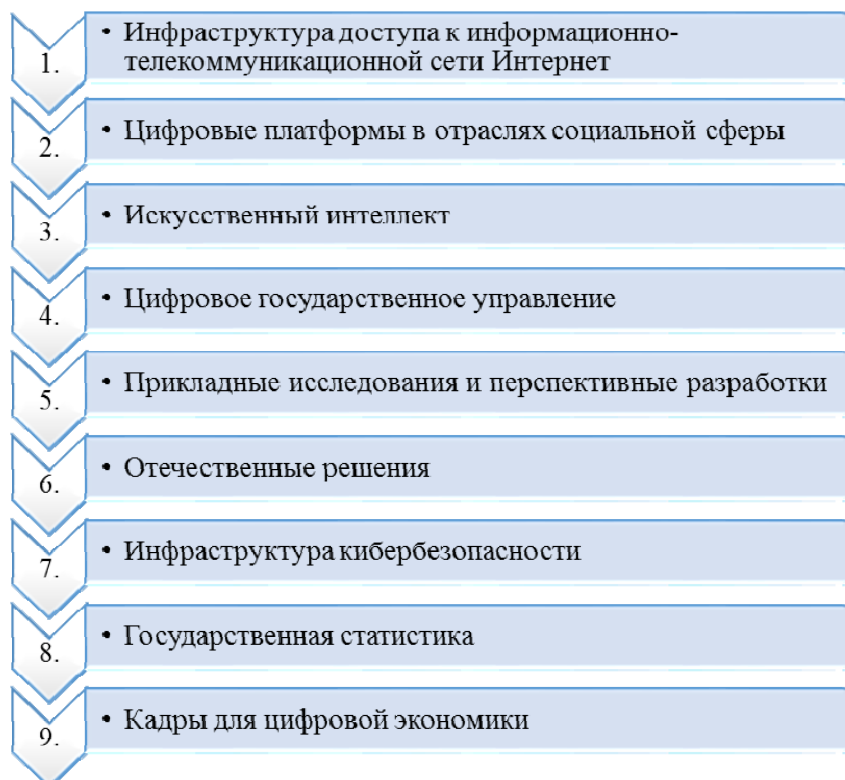 1.
• Инфраструктура доступа к информационно-
телекоммуникационной сети Интернет
2.
• Цифровые платформы в отраслях социальной сферы
3.
• Искусственный интеллект
4.
• Цифровое государственное управление
5.
• Прикладные исследования и перспективные разработки
6.
• Отечественные решения
7.
• Инфраструктура кибербезопасности
8.
• Государственная статистика
9.
• Кадры для цифровой экономики